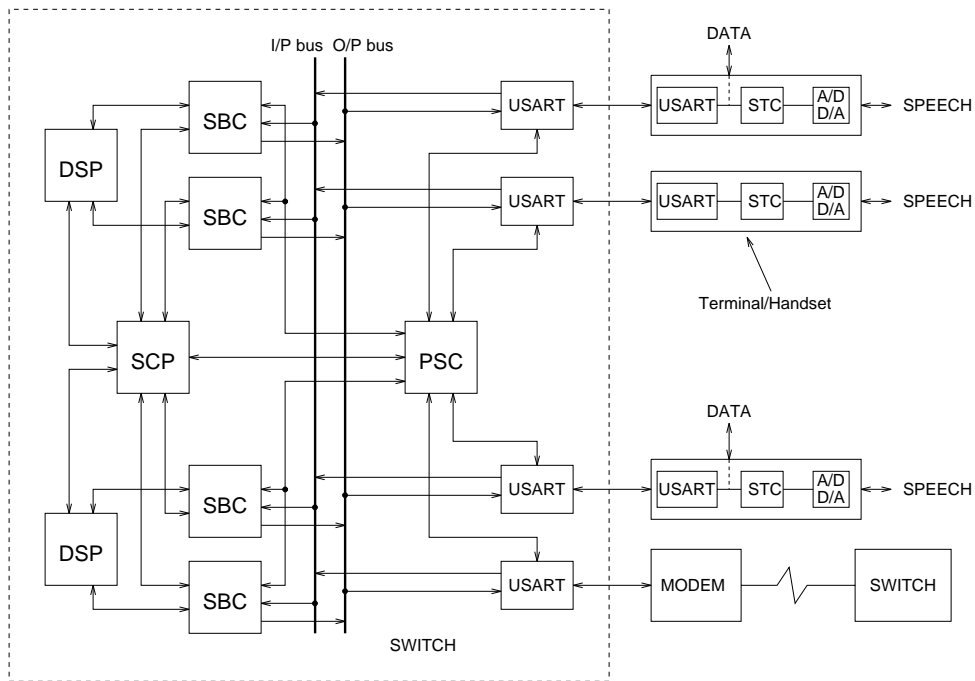 I/P bus O/P bus
DATA
SBC
USART
USART
STC
A/D
D/A
SPEECH
DSP
SBC
USART
USART
STC
A/D
D/A
SPEECH
Terminal/Handset
SCP
PSC
DATA
SBC
USART
USART
STC
A/D
D/A
SPEECH
DSP
SBC
USART
MODEM
SWITCH
SWITCH